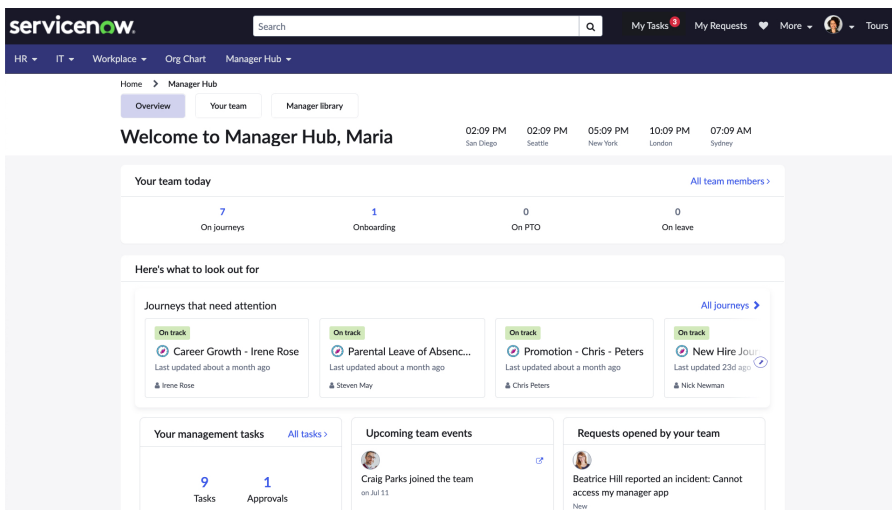 servicenow.
Search
My Tasks 3
My Requests
More
Tours
HR
IT
Workplace
Org Chart
Manager Hub
Home > Manager Hub
Overview
Your team
Manager library
Welcome to Manager Hub, Maria
02:09 PM
San Diego
02:09 PM
Seattle
05:09 PM
New York
10:09 PM
London
07:09 AM
Sydney
Your team today
All team members >
7
On journeys
1
Onboarding
0
On PTO
0
On leave
Here's what to look out for
Journeys that need attention
All journeys >
On track
Career Growth - Irene Rose
Last updated about a month ago
Irene Rose
On track
Parental Leave of Absenc...
Last updated about a month ago
Steven May
On track
Promotion - Chris - Peters
Last updated about a month ago
Chris Peters
On track
New Hire Jou
Last updated 23d ago
Nick Newman
Your management tasks
All tasks >
9
Tasks
1
Approvals
Upcoming team events
Craig Parks joined the team
on Jul 11
Requests opened by your team
Beatrice Hill reported an incident: Cannot
access my manager app
New